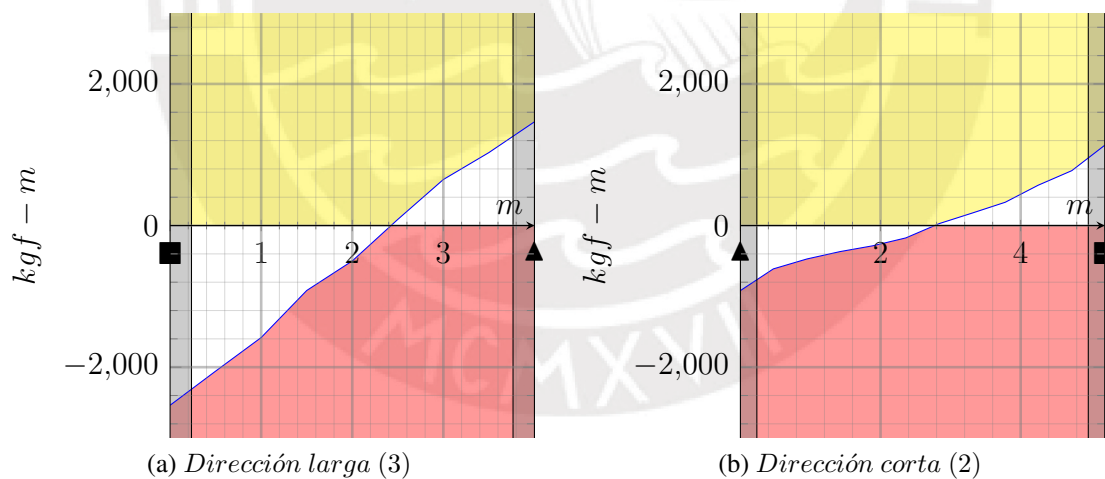 2,000
0
−2,000
kgf − m
1
2
3
m
(a) Dirección larga (3)
2,000
0
−2,000
kgf − m
2
4
m
(b) Dirección corta (2)
MCMXVII